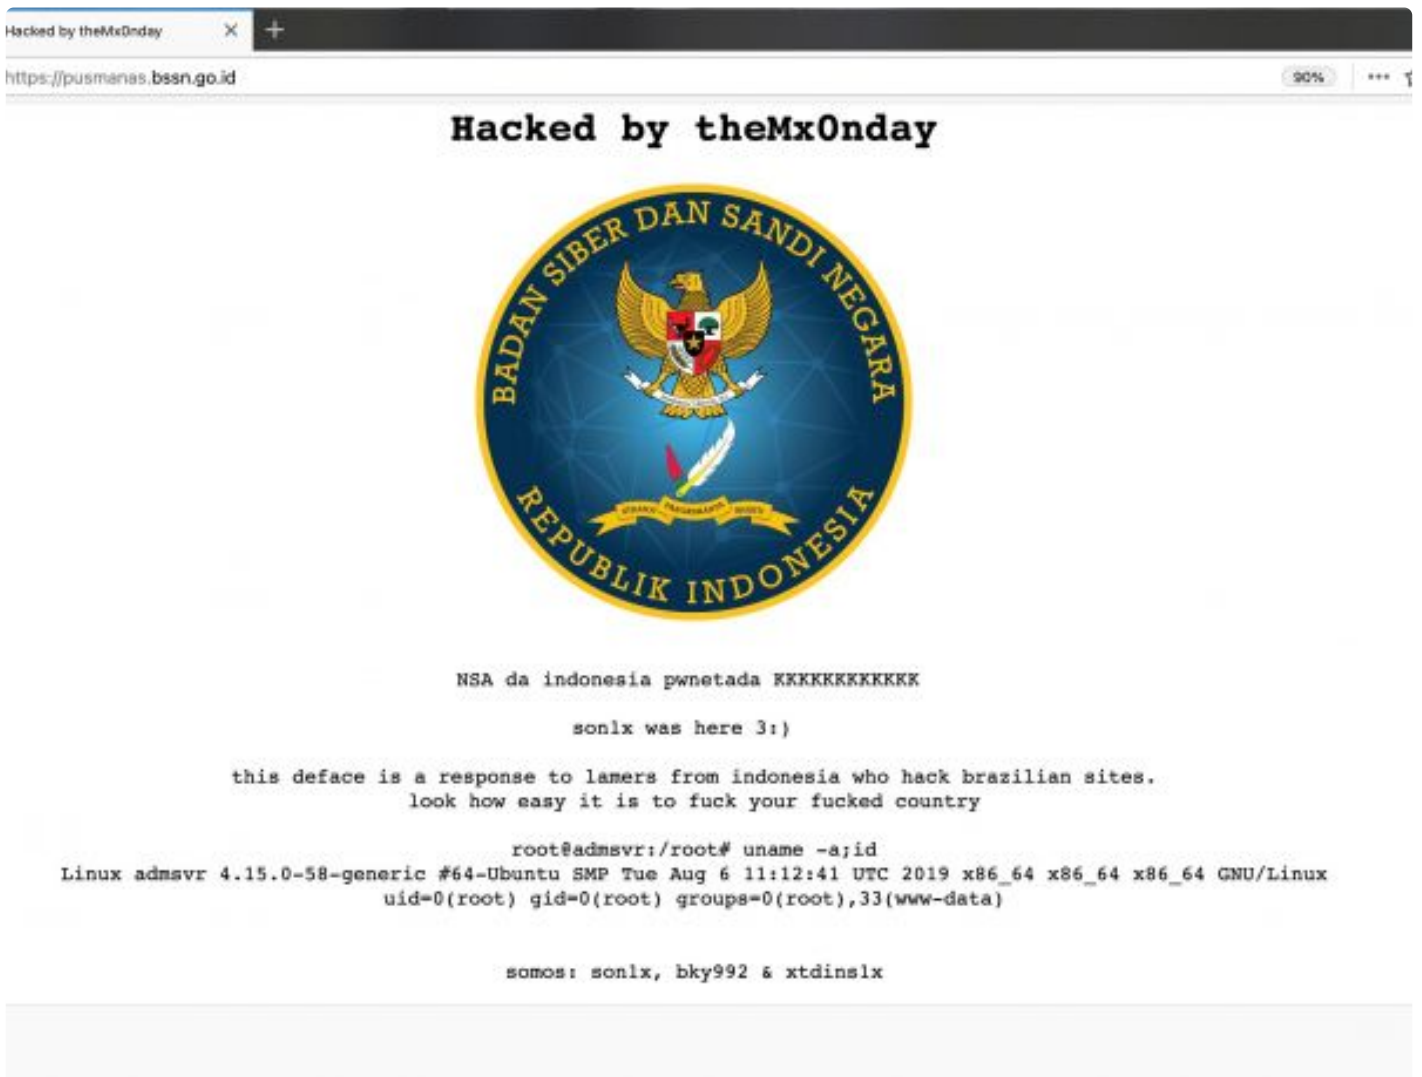 Hacked by theMx0nday
https://pusmanas.bssn.go.id
90%
Hacked by theMx0nday
BADAN SIBER DAN SANDI NEGARA
REPUBLIK INDONESIA
NSA da indonesia pwnetada KKKKKKKKKKKK
son1x was here 3:)
this deface is a response to lamers from indonesia who hack brazilian sites.
look how easy it is to fuck your fucked country
root@admsvr:/root# uname -a;id
Linux admsvr 4.15.0-58-generic #64-Ubuntu SMP Tue Aug 6 11:12:41 UTC 2019 x86_64 x86_64 x86_64 GNU/Linux
uid=0(root) gid=0(root) groups=0(root),33(www-data)
somos: son1x, bky992 & xtdins1x